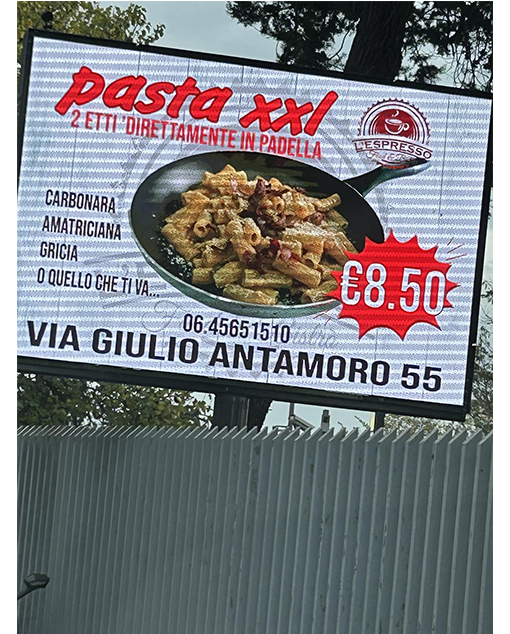 pasta xxl
2 ETTI 'DIRETTAMENTE IN PADELLA
L'ESPRESSO
CARBONARA
AMATRICIANA
GRICIA
O QUELLO CHE TI VA...
€8.50
06.45651510
VIA GIULIO ANTAMORO 55